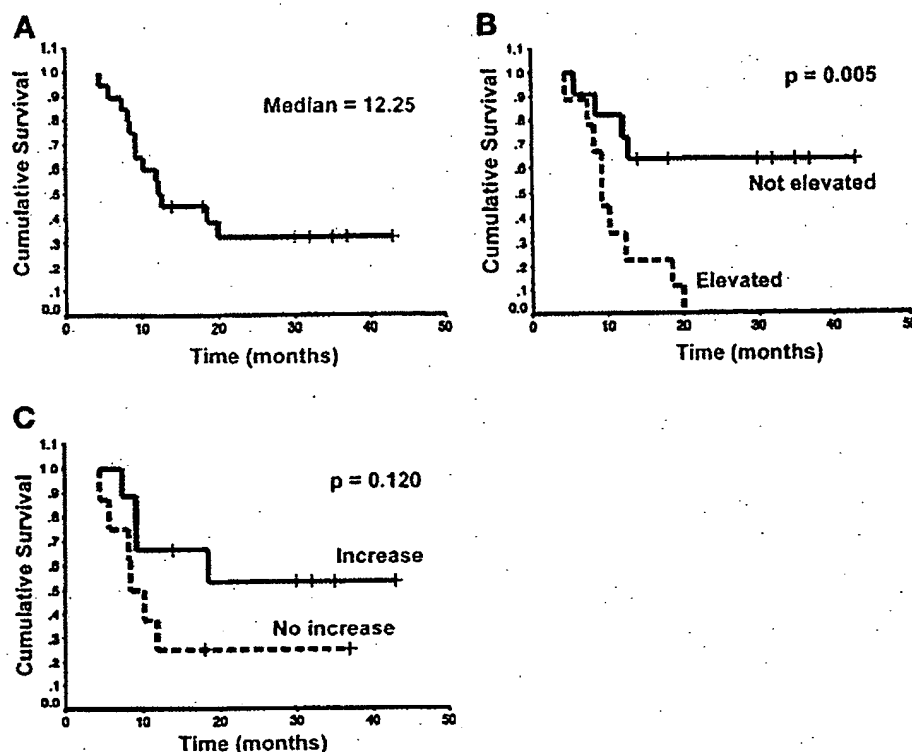 A
1.1
1.0
.9
.8
.7
.6
.5
.4
.3
.2
.1
0.0
Cumulative Survival
Median = 12.25
0 10 20 30 40 50
Time (months)
B
1.1
1.0
.9
.8
.7
.6
.5
.4
.3
.2
.1
0.0
Cumulative Survival
p = 0.005
Not elevated
Elevated
0 10 20 30 40 50
Time (months)
C
1.1
1.0
.9
.8
.7
.6
.5
.4
.3
.2
.1
0.0
Cumulative Survival
p = 0.120
Increase
No increase
0 10 20 30 40 50
Time (months)